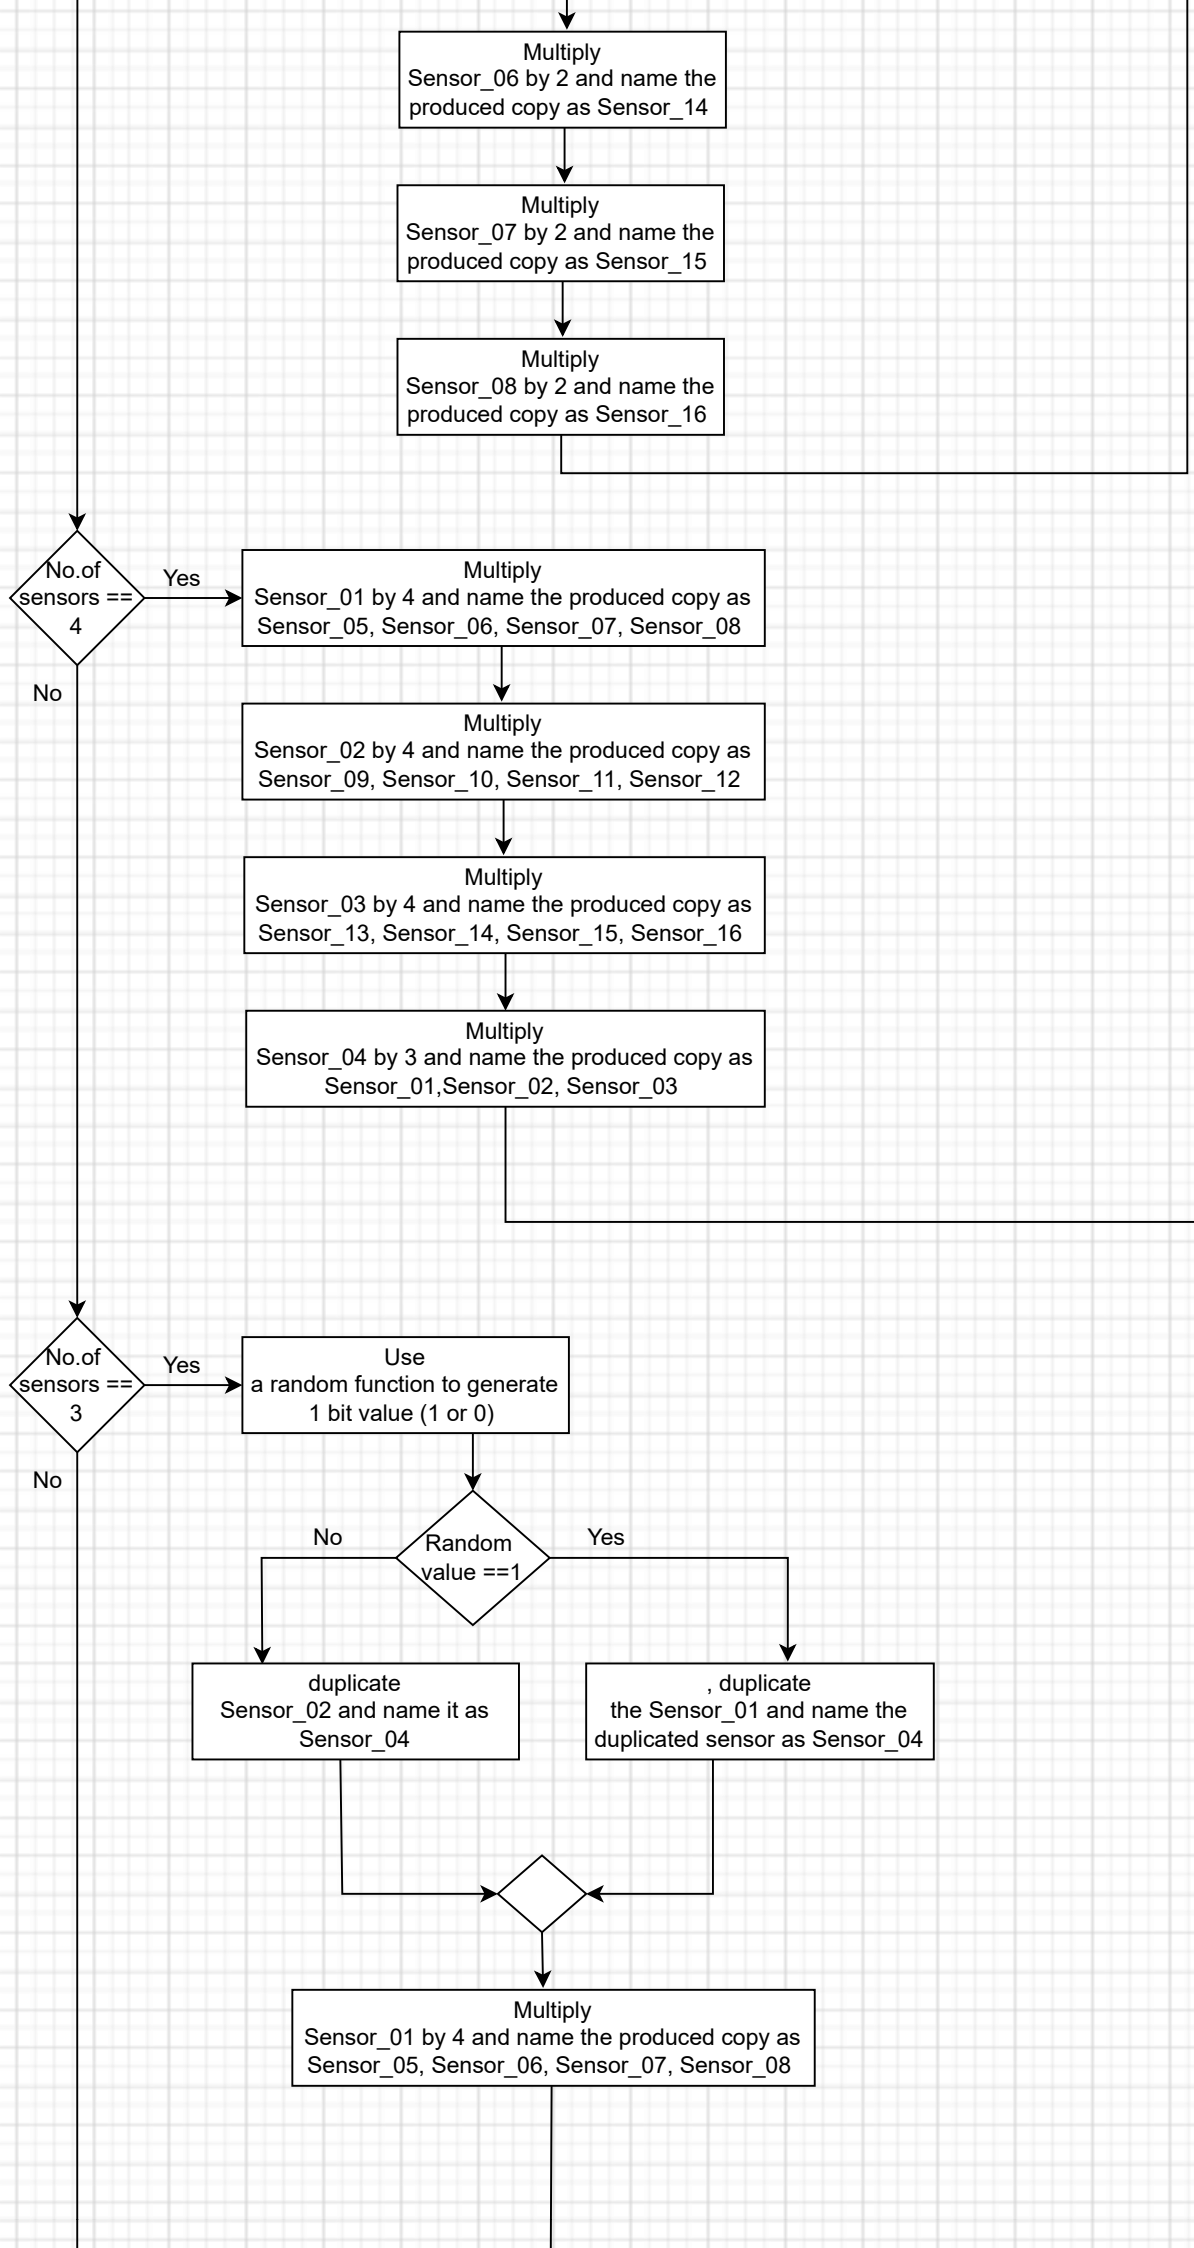 Multiply
Sensor_06 by 2 and name the
produced copy as Sensor_14
Multiply
Sensor_07 by 2 and name the
produced copy as Sensor_15
Multiply
Sensor_08 by 2 and name the
produced copy as Sensor_16
No.of
sensors ==
4
Yes
No
Multiply
Sensor_01 by 4 and name the produced copy as
Sensor_05, Sensor_06, Sensor_07, Sensor_08
Multiply
Sensor_02 by 4 and name the produced copy as
Sensor_09, Sensor_10, Sensor_11, Sensor_12
Multiply
Sensor_03 by 4 and name the produced copy as
Sensor_13, Sensor_14, Sensor_15, Sensor_16
Multiply
Sensor_04 by 3 and name the produced copy as
Sensor_01,Sensor_02, Sensor_03
No.of
sensors ==
3
Yes
No
Use
a random function to generate
1 bit value (1 or 0)
Random
value ==1
No
Yes
duplicate
Sensor_02 and name it as
Sensor_04
, duplicate
the Sensor_01 and name the
duplicated sensor as Sensor_04
Multiply
Sensor_01 by 4 and name the produced copy as
Sensor_05, Sensor_06, Sensor_07, Sensor_08